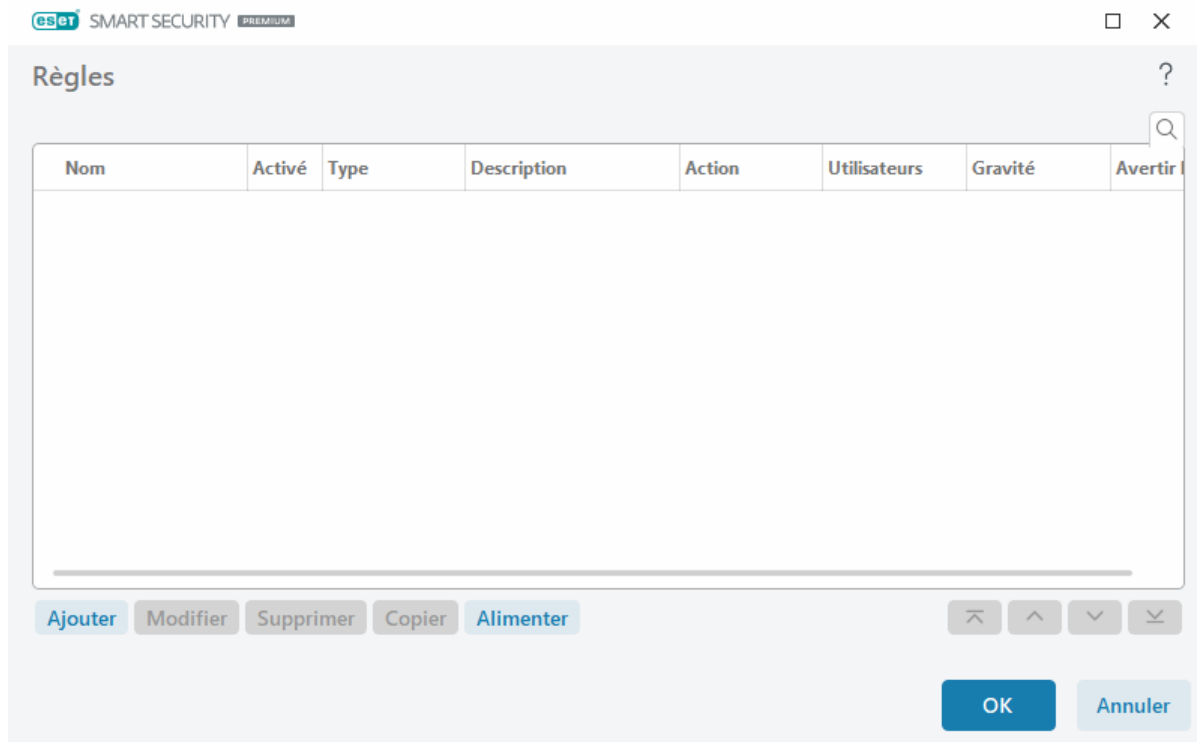 eset SMART SECURITY PREMIUM
Règles
?
Nom Activé Type Description Action Utilisateurs Gravité Avertir
Ajouter Modifier Supprimer Copier Alimenter
OK Annuler